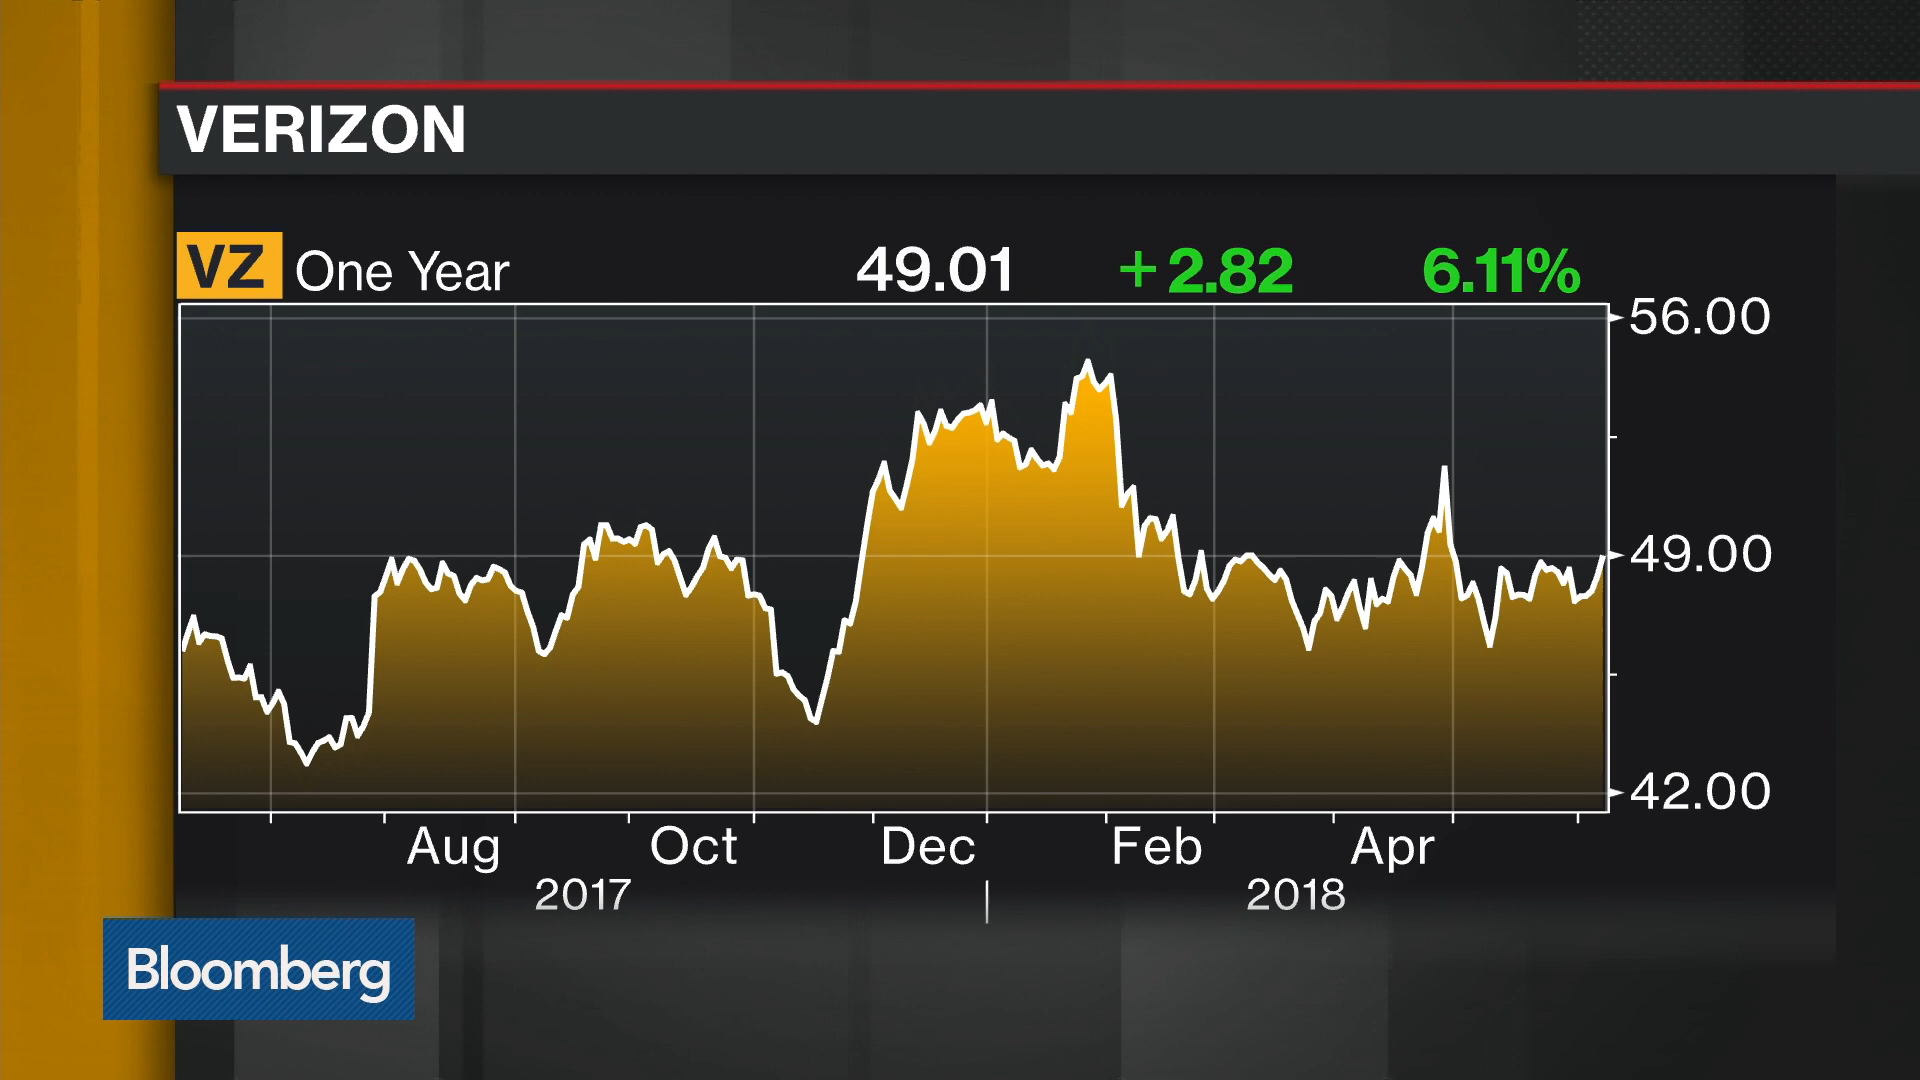 VERIZON
VZ One Year 49.01 +2.82 6.11%
56.00
49.00
42.00
Aug Oct Dec Feb Apr
2017 2018
Bloomberg